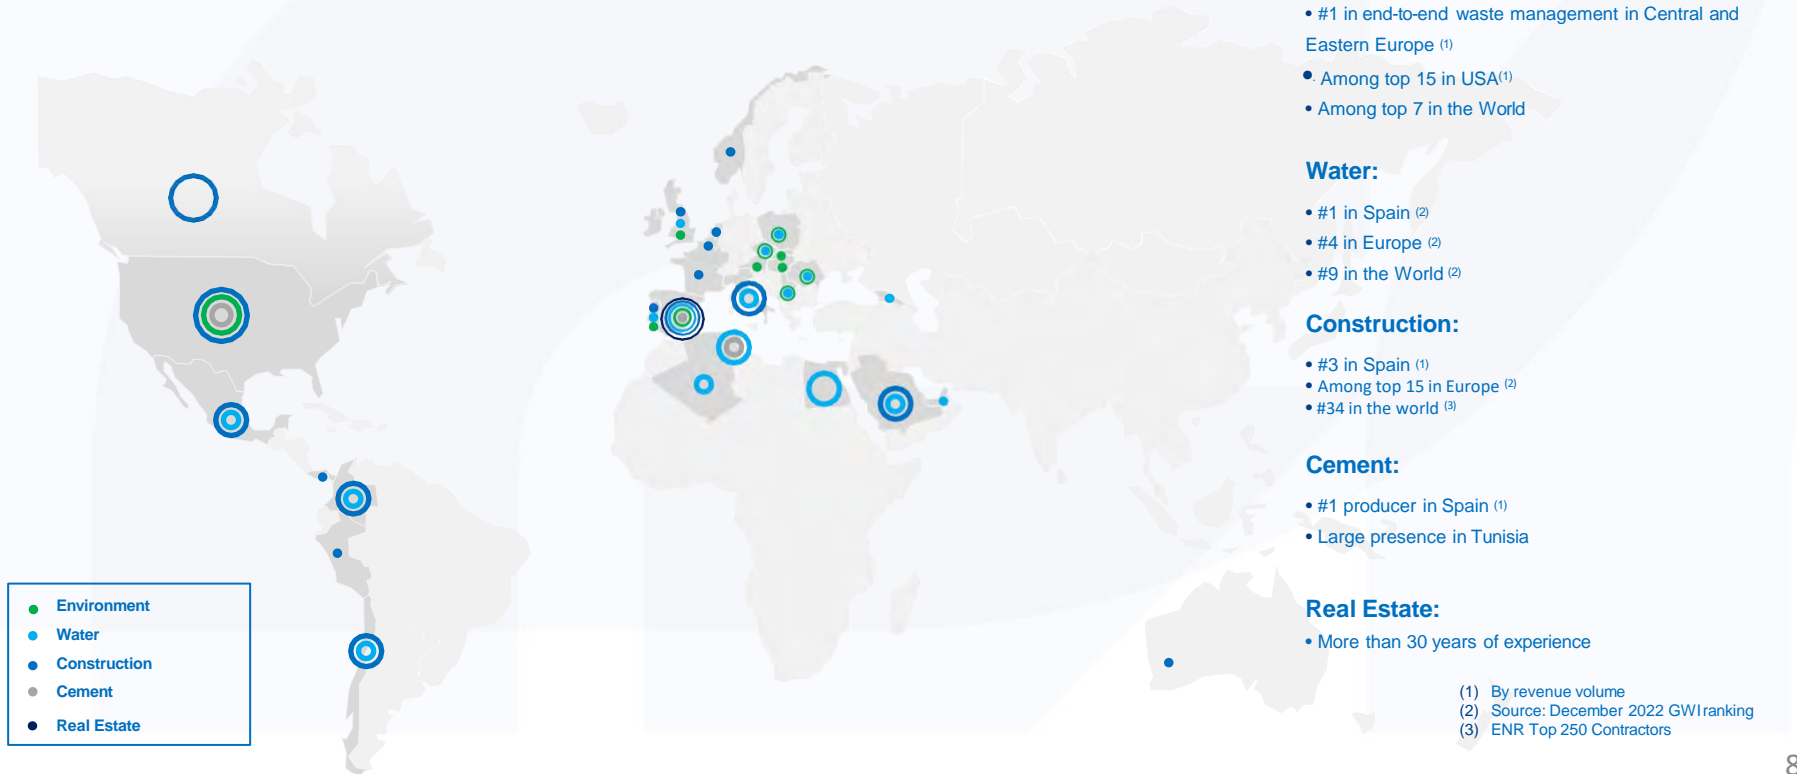 • #1 in end-to-end waste management in Central and
Eastern Europe (1)
• Among top 15 in USA(1)
• Among top 7 in the World
Water:
• #1 in Spain (2)
• #4 in Europe (2)
• #9 in the World (2)
Construction:
• #3 in Spain (1)
• Among top 15 in Europe (2)
• #34 in the world (3)
Cement:
• #1 producer in Spain (1)
• Large presence in Tunisia
Real Estate:
• More than 30 years of experience
Environment
Water
Construction
Cement
Real Estate
(1) By revenue volume
(2) Source: December 2022 GWI ranking
(3) ENR Top 250 Contractors
8